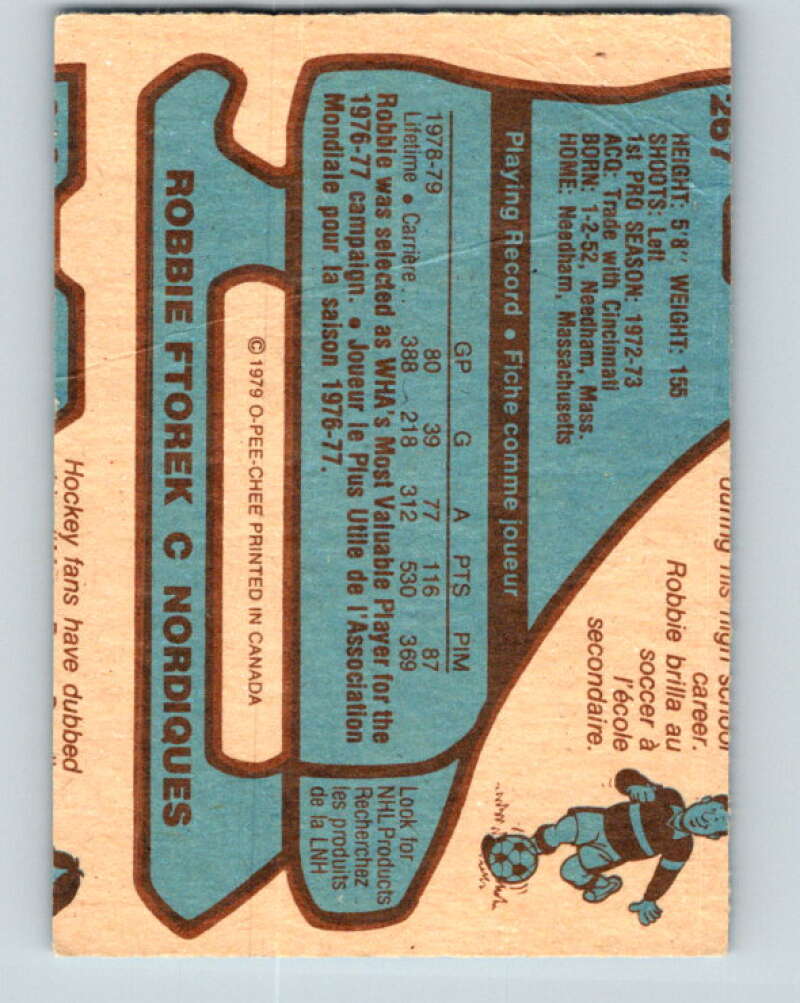 267
HEIGHT: 5'8" WEIGHT: 155
SHOOTS: Left
1st PRO SEASON: 1972-73
ACQ: Trade with Cincinnati
BORN: 1-2-52, Needham, Mass.
HOME: Needham, Massachusetts
during his high school
career.
Robbie brilla au
soccer à
l'école
secondaire.
Playing Record • Fiche comme joueur
GP G A PTS PIM
1978-79 80 39 77 116 87
Lifetime • Carrière... 388 218 312 530 369
Robbie was selected as WHA's Most Valuable Player for the
1976-77 campaign. • Joueur le Plus Utile de l'Association
Mondiale pour la saison 1976-77.
Look for
NHL Products
Recherchez
les produits
de la LNH
© 1979 O-PEE-CHEE PRINTED IN CANADA
ROBBIE FTOREK C NORDIQUES
Hockey fans have dubbed